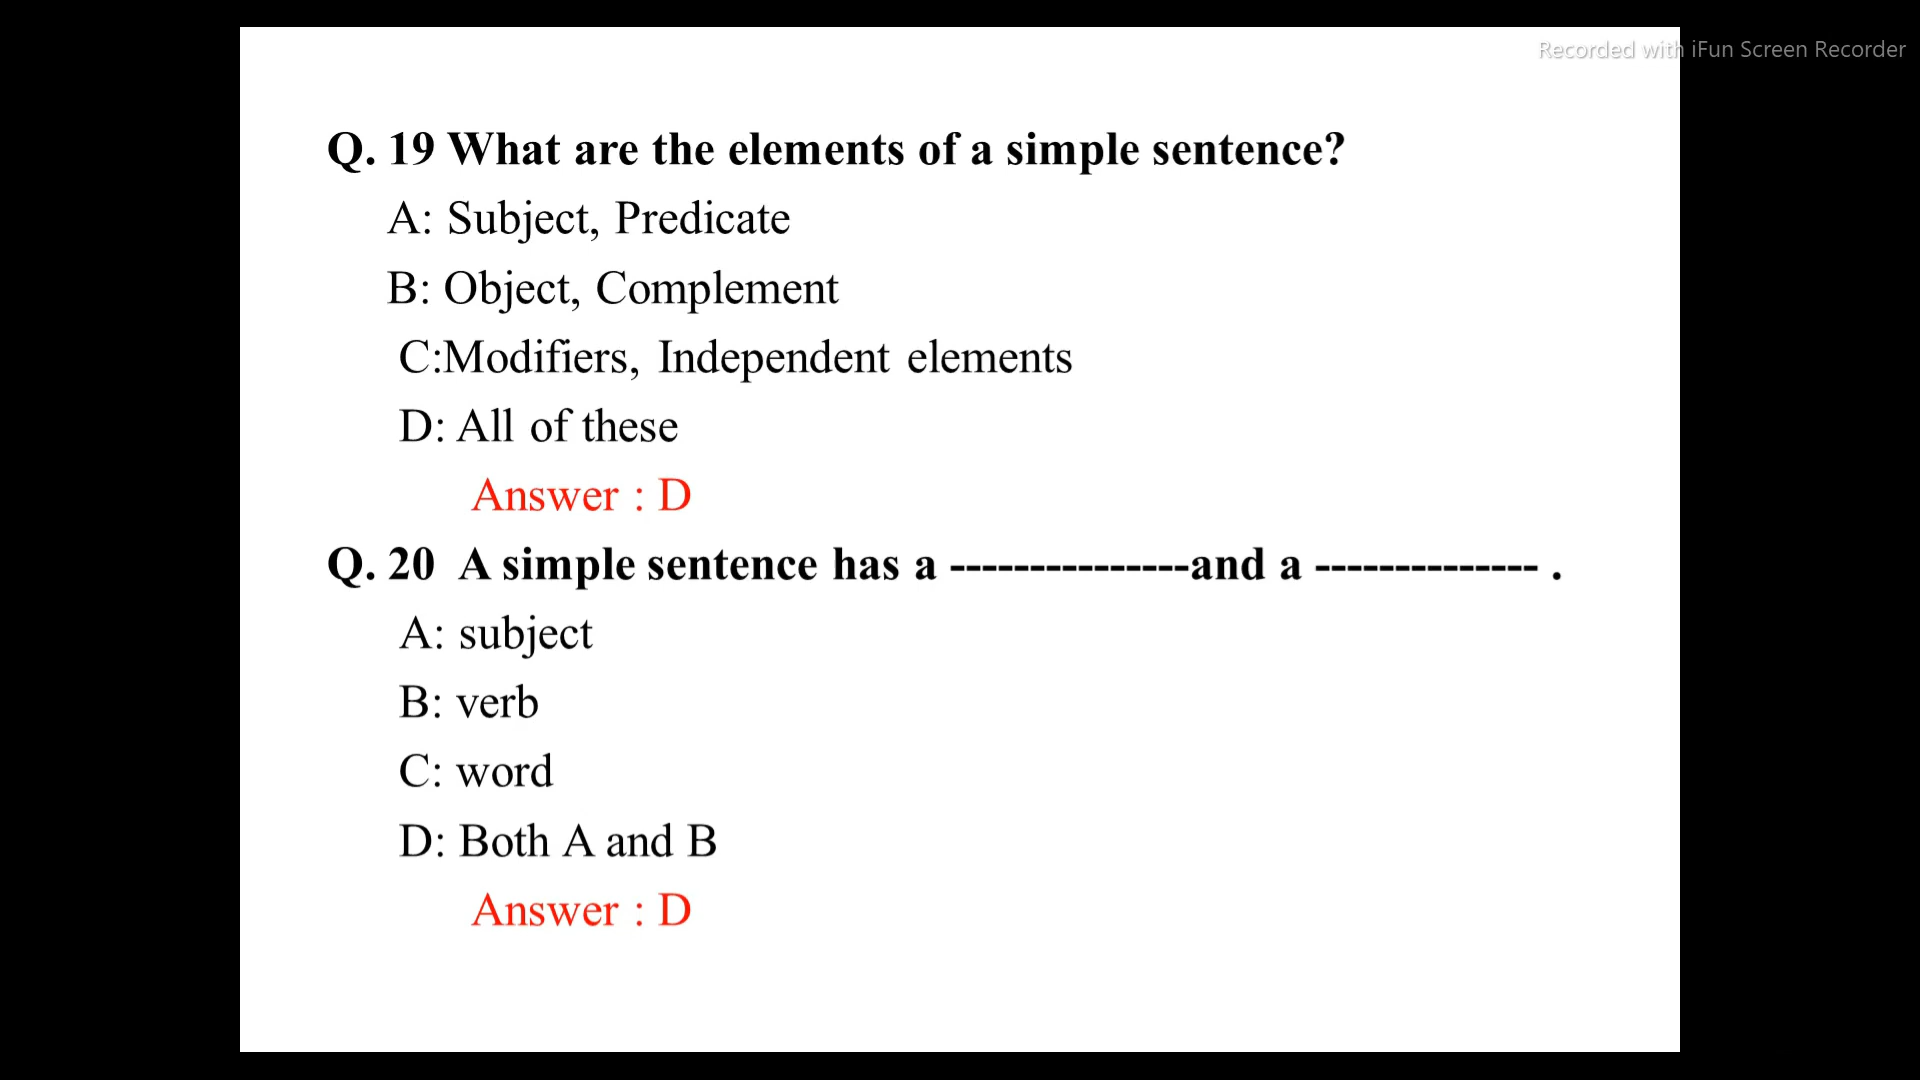 Recorded with iFun Screen Recorder
Q. 19 What are the elements of a simple sentence?
A: Subject, Predicate
B: Object, Complement
C:Modifiers, Independent elements
D: All of these
Answer : D
Q. 20 A simple sentence has a ---------------and a -------------- .
A: subject
B: verb
C: word
D: Both A and B
Answer : D